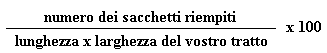 numero dei sacchetti riempiti
x 100
lunghezza x larghezza del vostro tratto